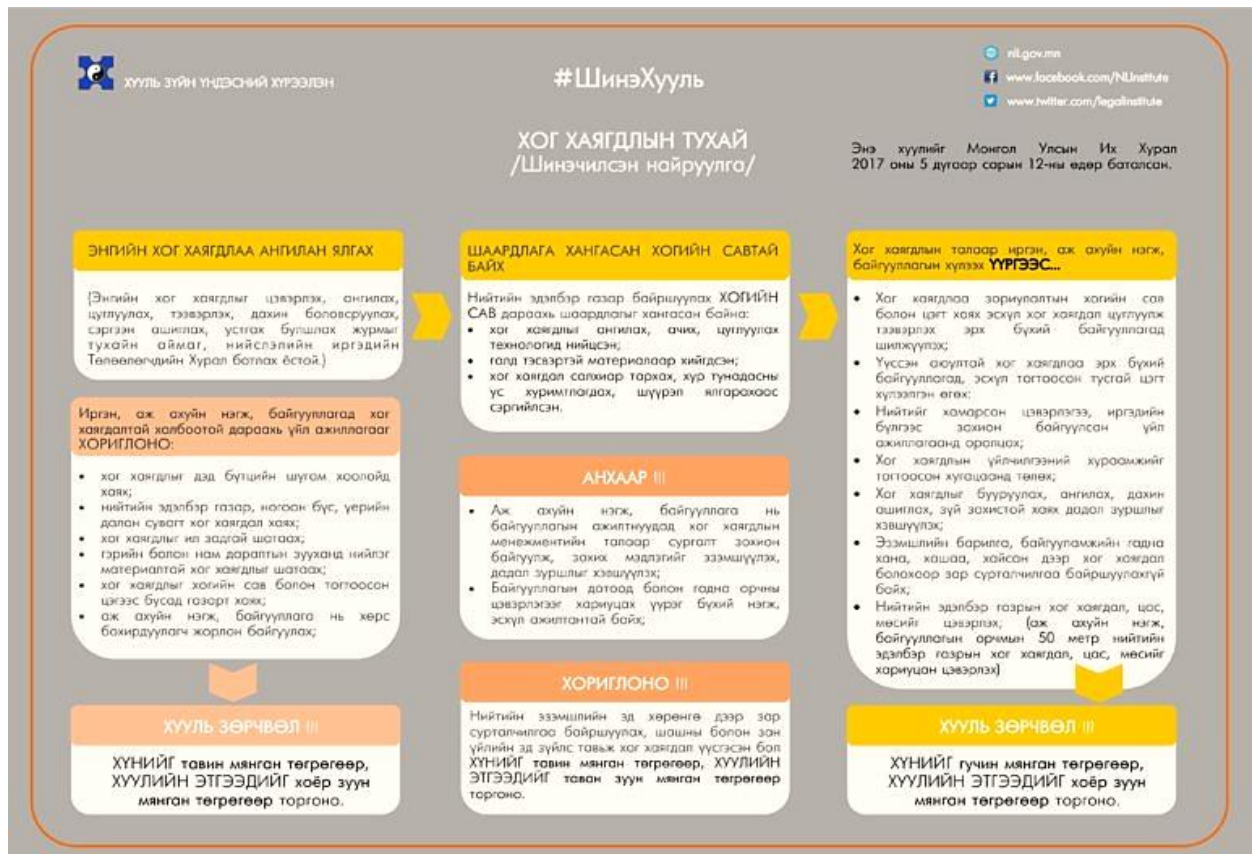 ХУУЛЬ ЗҮЙН ҮНДЭСНИЙ ХҮРЭЭЛЭН
#ШинэХууль
nli.gov.mn
www.facebook.com/NLInstitute
www.twitter.com/legalinstitute
ХОГ ХАЯГДЛЫН ТУХАЙ
/Шинэчилсэн найруулга/
Энэ хуулийг Монгол Улсын Их Хурал
2017 оны 5 дугаар сарын 12-ны өдөр баталсан.
ЭНГИЙН ХОГ ХАЯГДЛАА АНГИЛАН ЯЛГАХ
(Энгийн хог хаягдлыг цэвэрлэх, ангилах,
цуглуулах, тээвэрлэх, дахин боловсруулах,
сэргээн ашиглах, устгах булшлах журмыг
тухайн аймаг, нийслэлийн иргэдийн
Төлөөлөгчдийн Хурал батлах ёстой.)
Иргэн, аж ахуйн нэгж, байгууллагад хог
хаягдалтай холбоотой дараахь үйл ажиллагааг
ХОРИГЛОНО:
• хог хаягдлыг дэд бүтцийн шугам хоолойд
хаях;
• нийтийн эдэлбэр газар, ногоон бүс, үерийн
далан сувагт хог хаягдал хаях;
• хог хаягдлыг ил задгай шатаах;
• гэрийн болон нам даралтын зууханд нийлэг
материалтай хог хаягдлыг шатаах;
• хог хаягдлыг хогийн сав болон тогтоосон
цэгээс бусад газарт хаях;
• аж ахуйн нэгж, байгууллага нь хөрс
бохирдуулагч жорлон байгуулах;
ХУУЛЬ ЗӨРЧВӨЛ !!!
ХҮНИЙГ тавин мянган төгрөгөөр,
ХУУЛИЙН ЭТГЭЭДИЙГ хоёр зуун
мянган төгрөгөөр торгоно.
ШААРДЛАГА ХАНГАСАН ХОГИЙН САВТАЙ
БАЙХ
Нийтийн эдэлбэр газар байршуулах ХОГИЙН
САВ дараахь шаардлагыг хангасан байна:
• хог хаягдлыг ангилах, ачих, цуглуулах
технологид нийцсэн;
• галд тэсвэртэй материалаар хийгдсэн;
• хог хаягдал салхиар тархах, хур тунадасны
ус хуримтлагдах, шүүрэл ялгарахаас
сэргийлсэн.
АНХААР !!!
• Аж ахуйн нэгж, байгууллага нь
байгууллагын ажилтнуудад хог хаягдлын
менежментийн талаар сургалт зохион
байгуулж, зохих мэдлэгийг эзэмшүүлэх,
дадал зуршлыг хэвшүүлэх;
• Байгууллагын дотоод болон гадна орчны
цэвэрлэгээг хариуцах үүрэг бүхий нэгж,
эсхүл ажилтантай байх;
ХОРИГЛОНО !!!
Нийтийн эзэмшлийн эд хөрөнгө дээр зар
сурталчилгаа байршуулах, шашны болон зан
үйлийн эд зүйлс тавьж хог хаягдал үүсгэсэн бол
ХҮНИЙГ тавин мянган төгрөгөөр, ХУУЛИЙН
ЭТГЭЭДИЙГ таван зуун мянган төгрөгөөр
торгоно.
Хог хаягдлын талаар иргэн, аж ахуйн нэгж,
байгууллагын хүлээх ҮҮРГЭЭС...
• Хог хаягдлаа зориулалтын хогийн сав
болон цэгт хаях эсхүл хог хаягдал цуглуулж
тээвэрлэх эрх бүхий байгууллагад
шилжүүлэх;
• Үүссэн аюултай хог хаягдлаа эрх бүхий
байгууллагад, эсхүл тогтоосон тусгай цэгт
хүлээлгэн өгөх;
• Нийтийг хамарсан цэвэрлэгээ, иргэдийн
бүлгээс зохион байгуулсан үйл
ажиллагаанд оролцох;
• Хог хаягдлын үйлчилгээний хураамжийг
тогтоосон хугацаанд төлөх;
• Хог хаягдлыг бууруулах, ангилах, дахин
ашиглах, зүй зохистой хаях дадал зуршлыг
хэвшүүлэх;
• Эзэмшлийн барилга, байгууламжийн гадна
хана, хашаа, хайсан дээр хог хаягдал
болохоор зар сурталчилгаа байршуулахгүй
байх;
• Нийтийн эдэлбэр газрын хог хаягдал, цас,
мөсийг цэвэрлэх; (аж ахуйн нэгж,
байгууллагын орчмын 50 метр нийтийн
эдэлбэр газрын хог хаягдал, цас, мөсийг
хариуцан цэвэрлэх)
ХУУЛЬ ЗӨРЧВӨЛ !!!
ХҮНИЙГ гучин мянган төгрөгөөр,
ХУУЛИЙН ЭТГЭЭДИЙГ хоёр зуун
мянган төгрөгөөр торгоно.